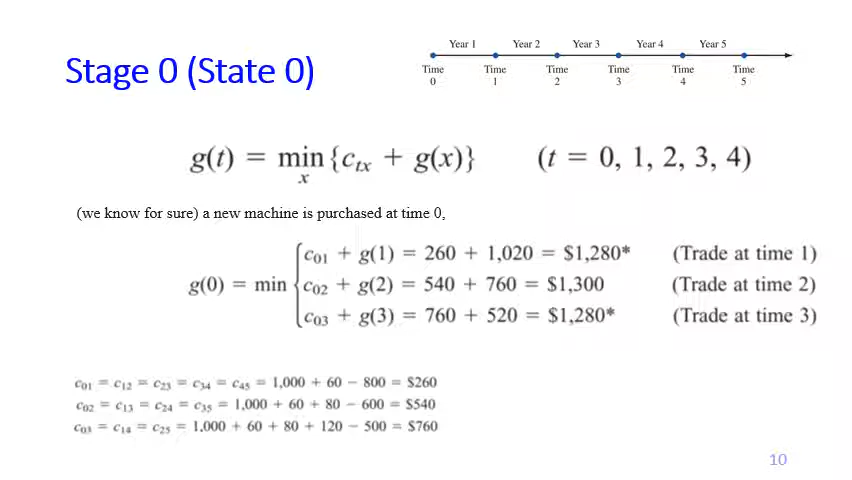 Year 1 Year 2 Year 3 Year 4 Year 5
Stage 0 (State 0)
Time Time Time Time Time Time
0 1 2 3 4 5
g(t) = min {c_tx + g(x)} (t = 0, 1, 2, 3, 4)
x
(we know for sure) a new machine is purchased at time 0,
c₀₁ + g(1) = 260 + 1,020 = $1,280* (Trade at time 1)
g(0) = min { c₀₂ + g(2) = 540 + 760 = $1,300 (Trade at time 2)
c₀₃ + g(3) = 760 + 520 = $1,280* (Trade at time 3)
c₀₁ = c₁₂ = c₂₃ = c₃₄ = c₄₅ = 1,000 + 60 − 800 = $260
c₀₂ = c₁₃ = c₂₄ = c₃₅ = 1,000 + 60 + 80 − 600 = $540
c₀₃ = c₁₄ = c₂₅ = 1,000 + 60 + 80 + 120 − 500 = $760
10